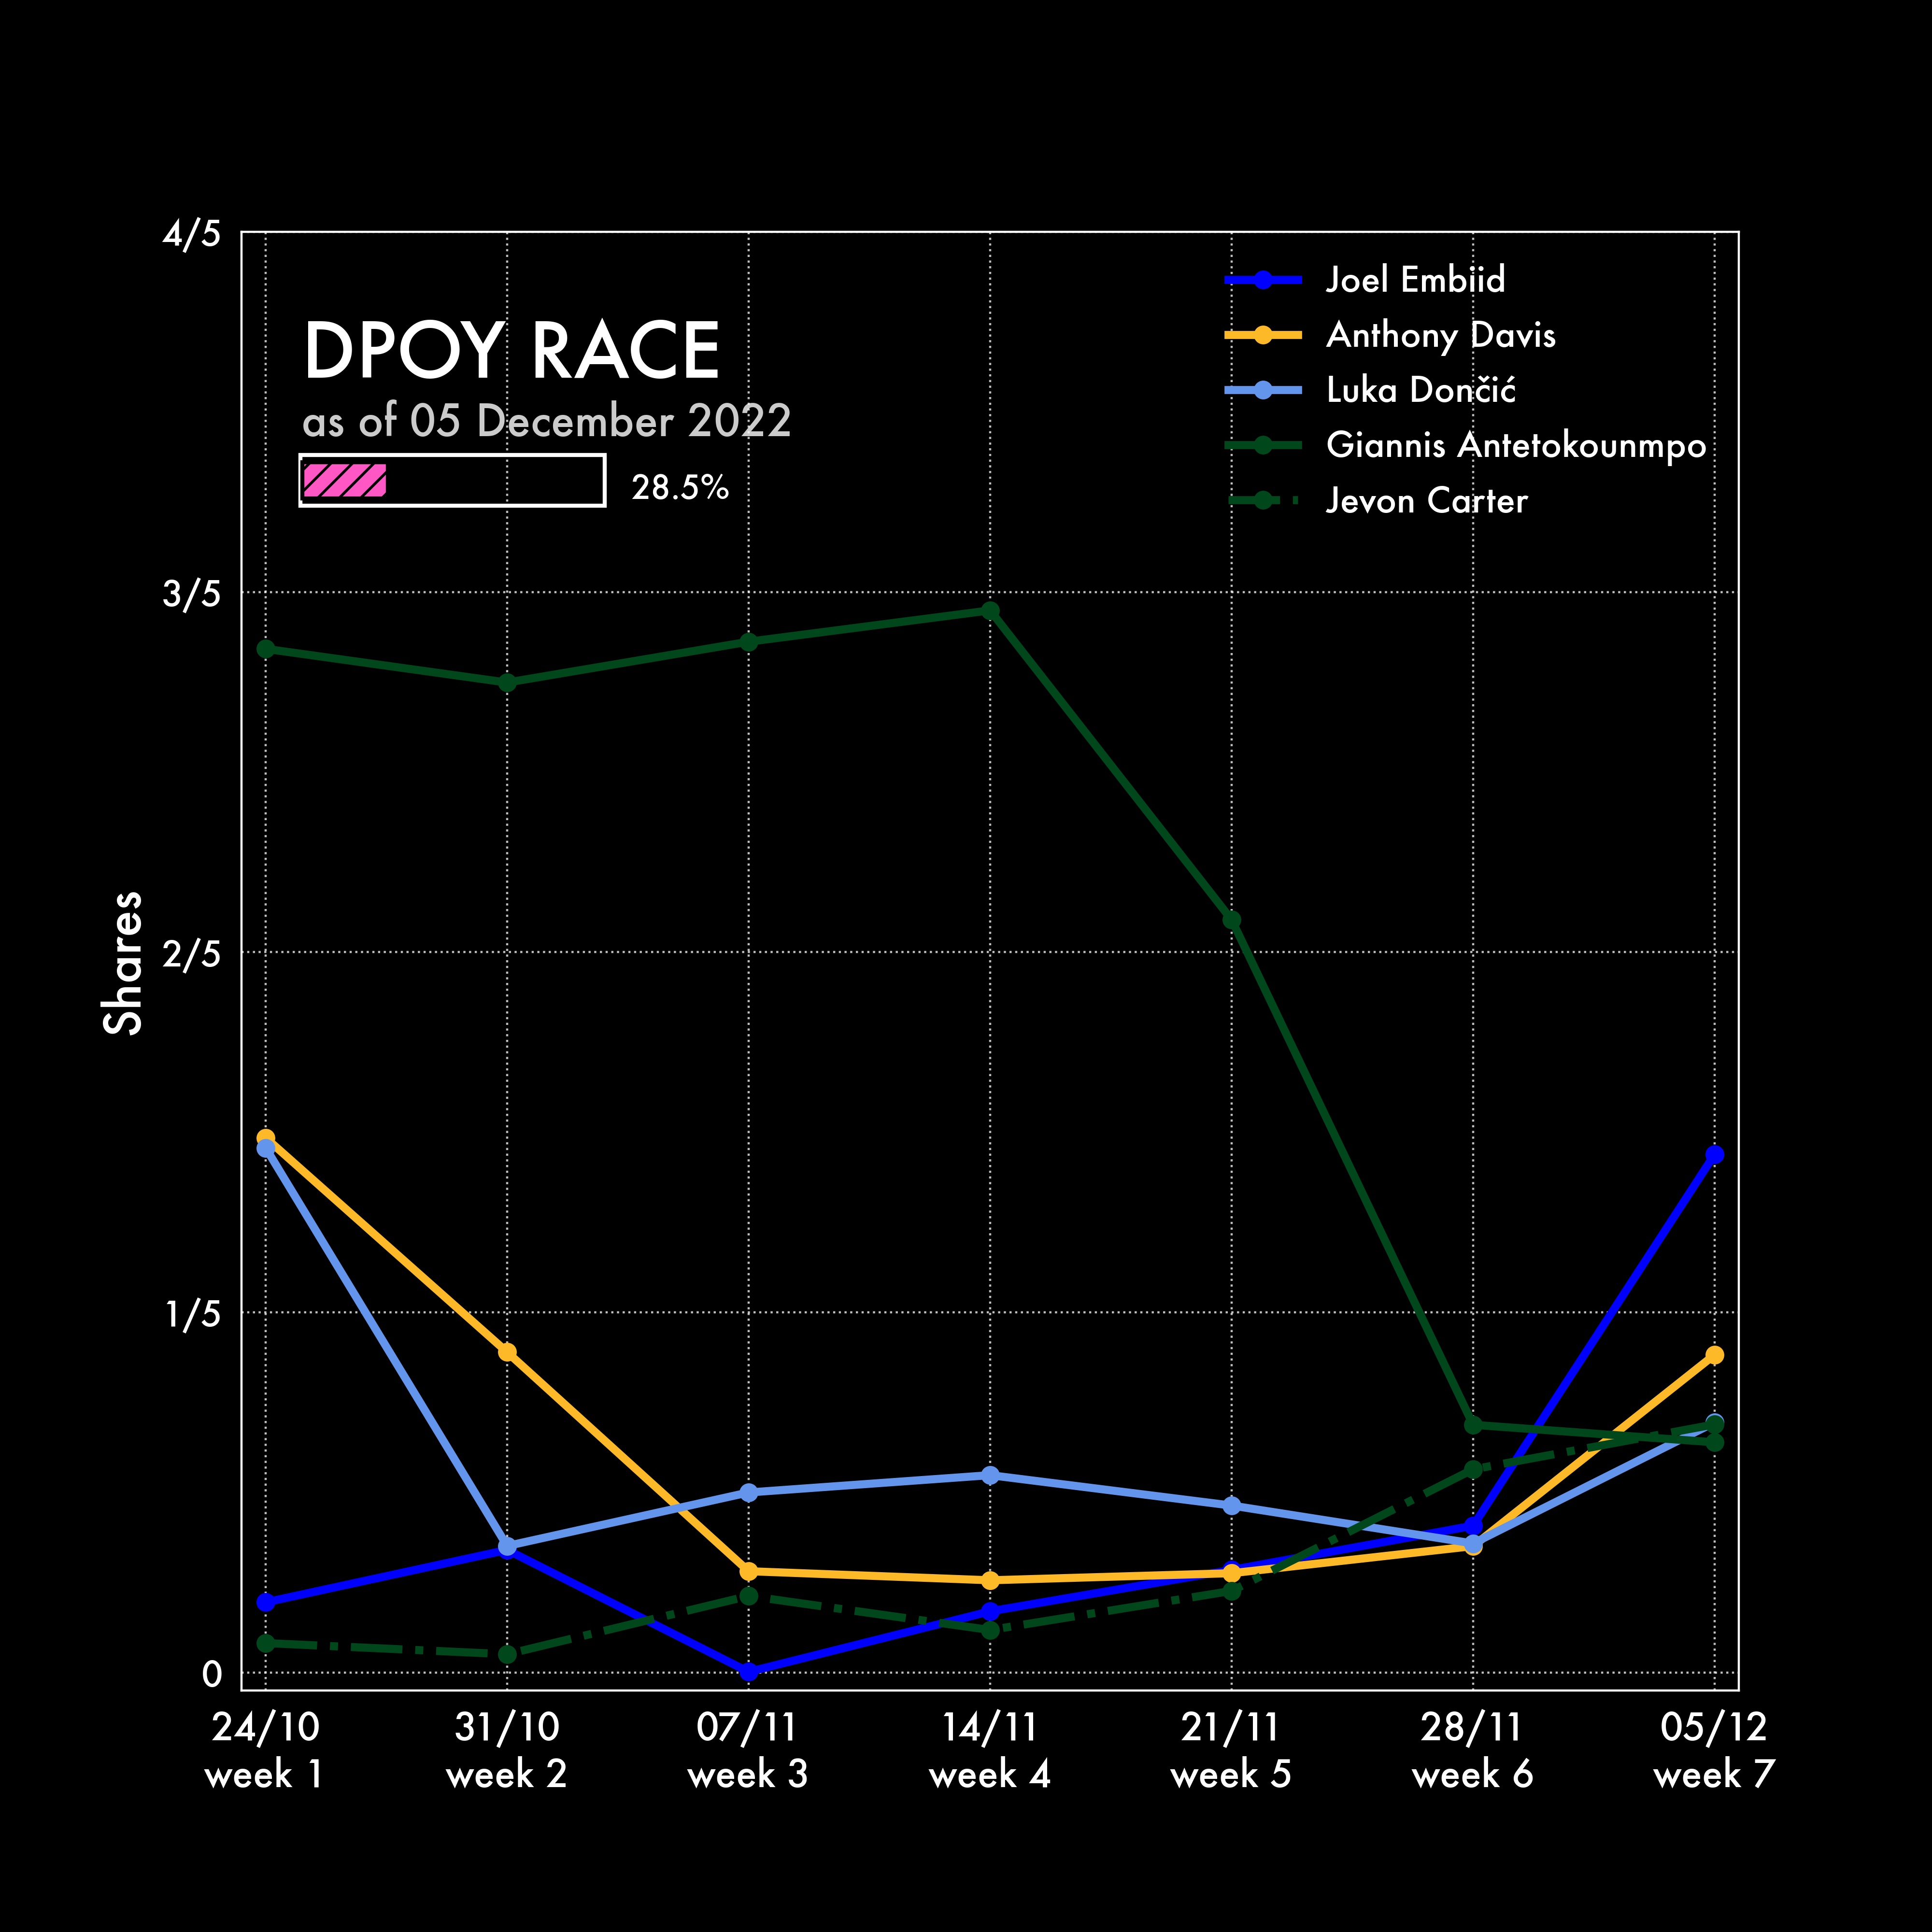 DPOY RACE
as of 05 December 2022
28.5%
Joel Embiid
Anthony Davis
Luka Dončić
Giannis Antetokounmpo
Jevon Carter
Shares
4/5
3/5
2/5
1/5
0
24/10 31/10 07/11 14/11 21/11 28/11 05/12
week 1 week 2 week 3 week 4 week 5 week 6 week 7